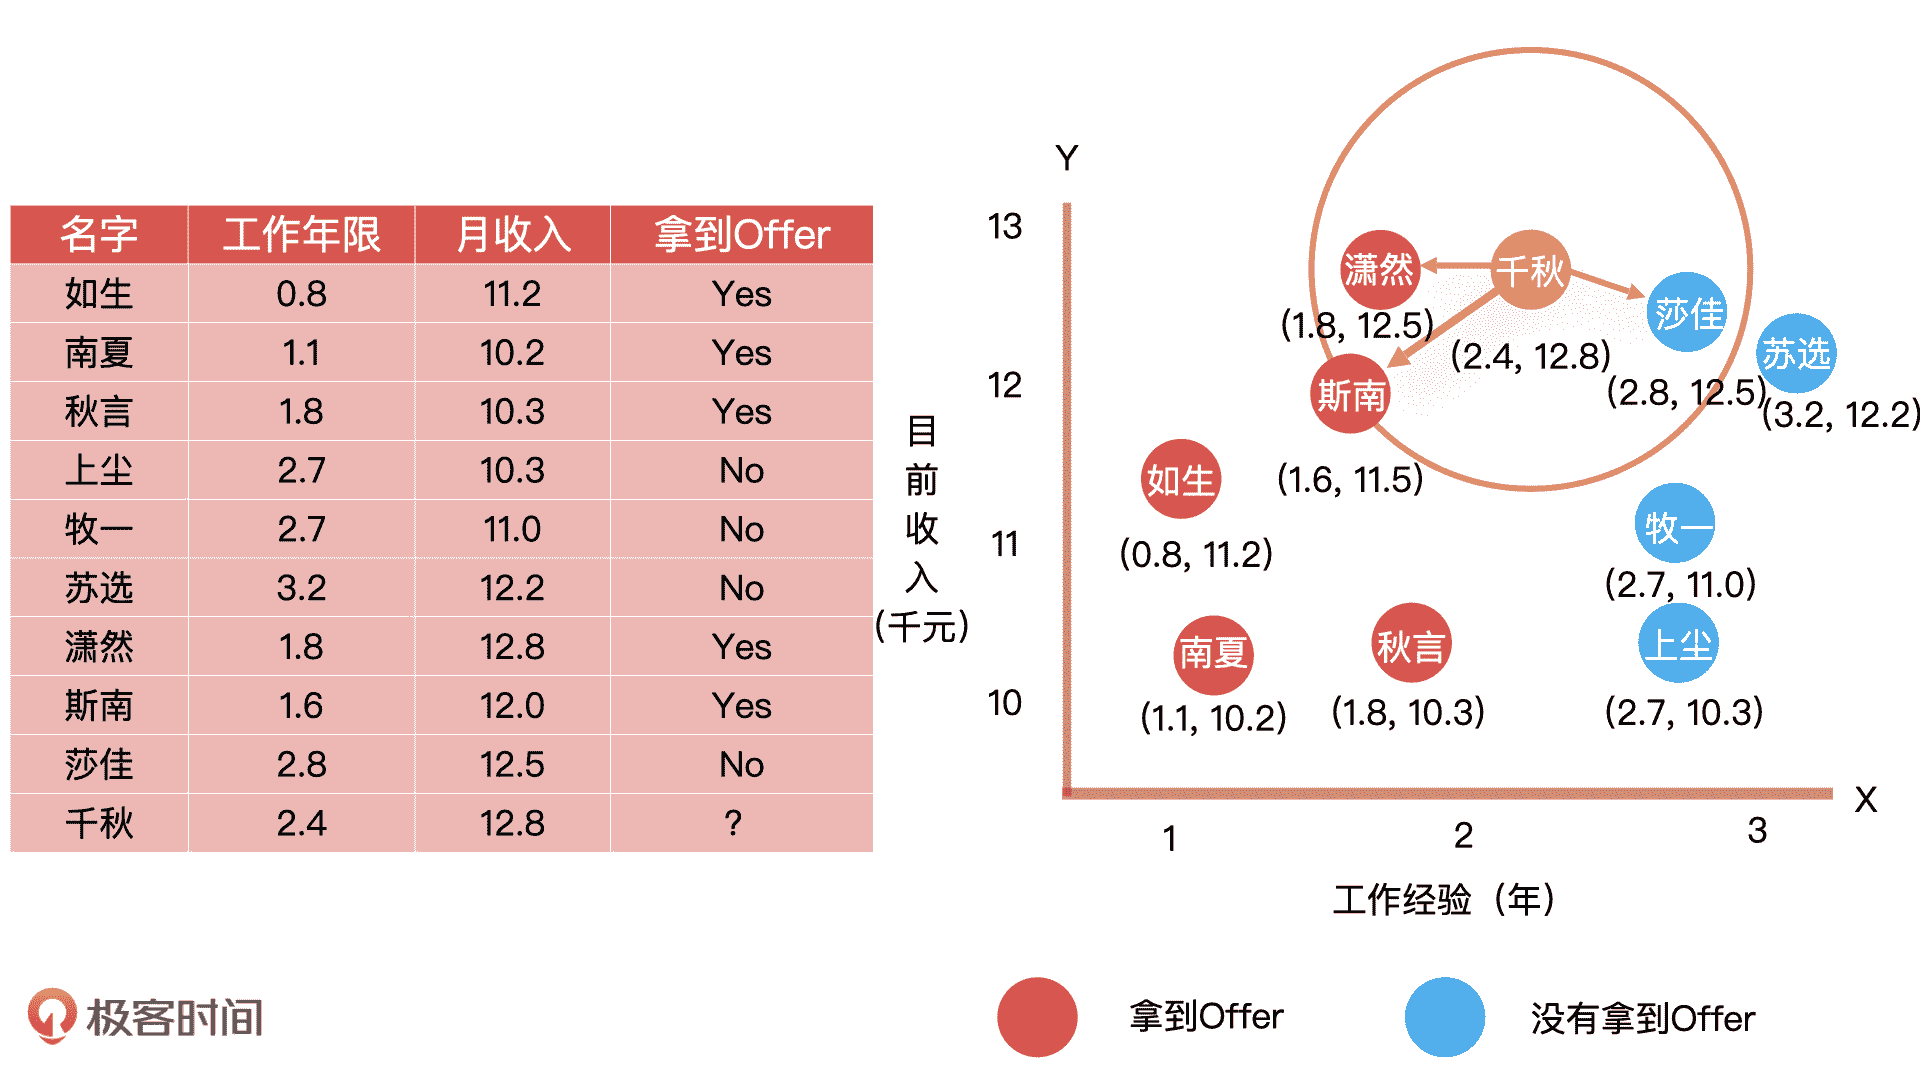 名字 工作年限 月收入 拿到Offer
如生 0.8 11.2 Yes
南夏 1.1 10.2 Yes
秋言 1.8 10.3 Yes
上尘 2.7 10.3 No
牧一 2.7 11.0 No
苏选 3.2 12.2 No
潇然 1.8 12.8 Yes
斯南 1.6 12.0 Yes
莎佳 2.8 12.5 No
千秋 2.4 12.8 ?
目前收入(千元)
Y
13
12
11
10
潇然
(1.8, 12.5)
千秋
(2.4, 12.8)
莎佳
(2.8, 12.5)
苏选
(3.2, 12.2)
斯南
(1.6, 11.5)
如生
(0.8, 11.2)
牧一
(2.7, 11.0)
南夏
(1.1, 10.2)
秋言
(1.8, 10.3)
上尘
(2.7, 10.3)
X
1 2 3
工作经验（年）
拿到Offer
没有拿到Offer
极客时间